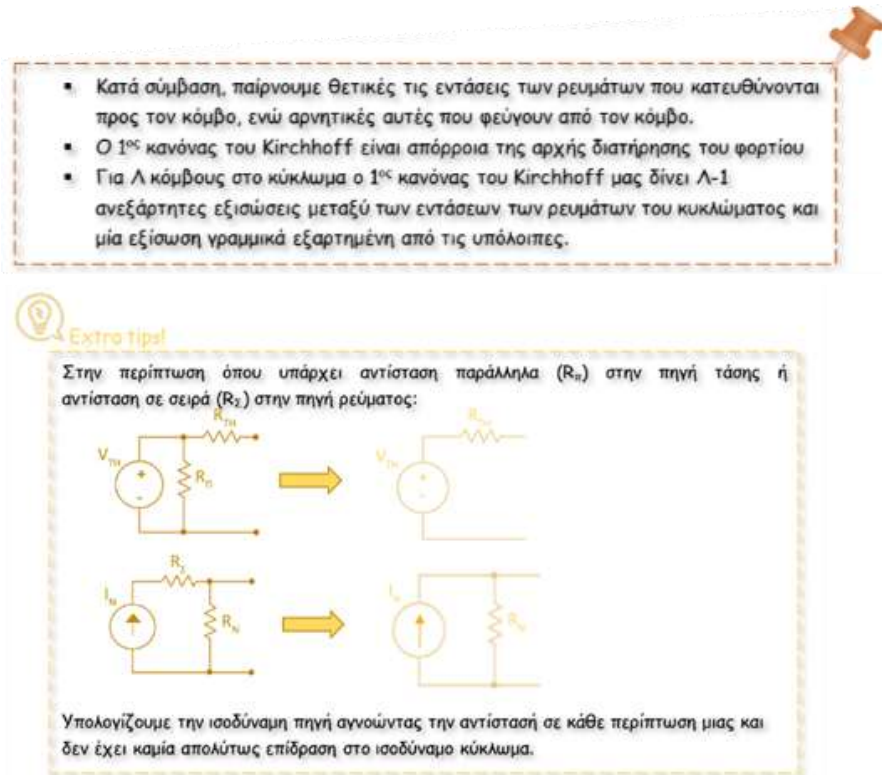 ▪ Κατά σύμβαση, παίρνουμε θετικές τις εντάσεις των ρευμάτων που κατευθύνονται
προς τον κόμβο, ενώ αρνητικές αυτές που φεύγουν από τον κόμβο.
▪ Ο 1ος κανόνας του Kirchhoff είναι απόρροια της αρχής διατήρησης του φορτίου
▪ Για Λ κόμβους στο κύκλωμα ο 1ος κανόνας του Kirchhoff μας δίνει Λ-1
ανεξάρτητες εξισώσεις μεταξύ των εντάσεων των ρευμάτων του κυκλώματος και
μία εξίσωση γραμμικά εξαρτημένη από τις υπόλοιπες.
Extra tips!
Στην περίπτωση όπου υπάρχει αντίσταση παράλληλα (Rπ) στην πηγή τάσης ή
αντίσταση σε σειρά (RΣ) στην πηγή ρεύματος:
RTH
RTH
VTH
+
-
RΠ
VTH
+
-
RΣ
IN
RN
IN
RN
Υπολογίζουμε την ισοδύναμη πηγή αγνοώντας την αντίστασή σε κάθε περίπτωση μιας και
δεν έχει καμία απολύτως επίδραση στο ισοδύναμο κύκλωμα.